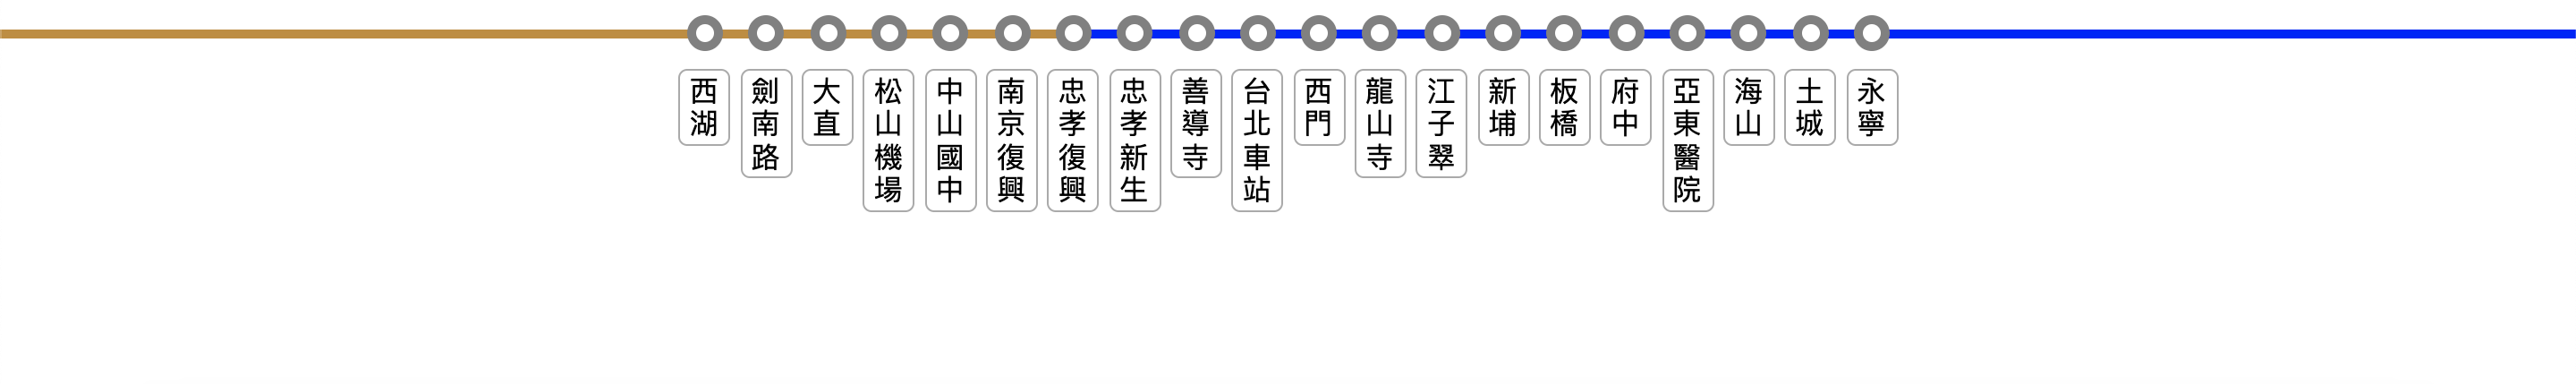 西湖
劍南路
大直
松山機場
中山國中
南京復興
忠孝復興
忠孝新生
善導寺
台北車站
西門
龍山寺
江子翠
新埔
板橋
府中
亞東醫院
海山
土城
永寧